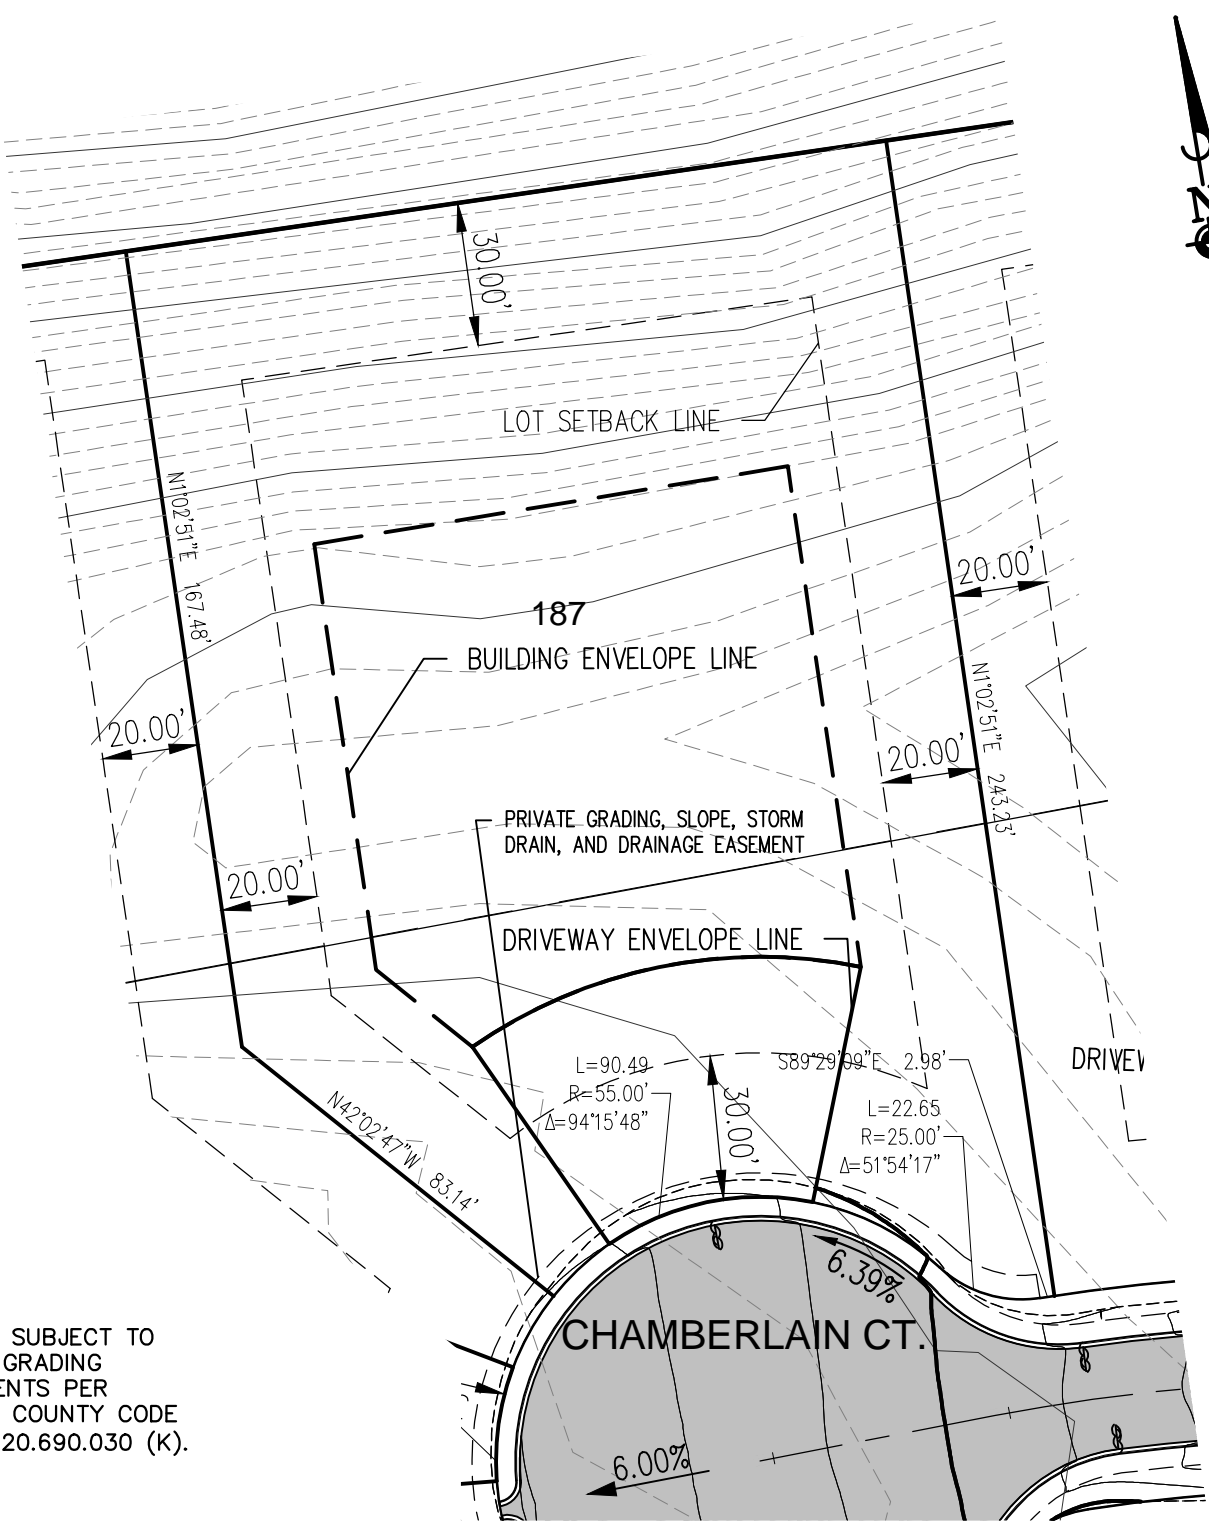 30.00'
LOT SETBACK LINE
N1°02'51"E 167.48'
20.00'
187
BUILDING ENVELOPE LINE
N1°02'51"E 243.23'
20.00'
20.00'
PRIVATE GRADING, SLOPE, STORM
DRAIN, AND DRAINAGE EASEMENT
20.00'
DRIVEWAY ENVELOPE LINE
L=90.49
R=55.00'
Δ=94°15'48"
30.00'
S89°29'09"E 2.98'
L=22.65
R=25.00'
Δ=51°54'17"
N42°02'47"W 83.14'
6.39%
CHAMBERLAIN CT.
6.00%
SUBJECT TO
GRADING
PER
COUNTY CODE
20.690.030 (K).